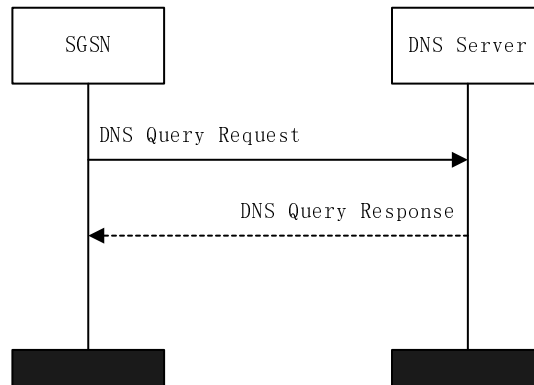 SGSN
DNS Server
DNS Query Request
DNS Query Response